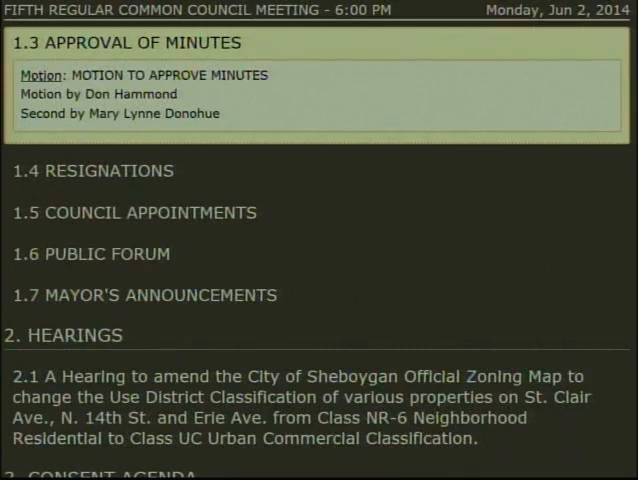 FIFTH REGULAR COMMON COUNCIL MEETING - 6:00 PM Monday, Jun 2, 2014
1.3 APPROVAL OF MINUTES
Motion: MOTION TO APPROVE MINUTES
Motion by Don Hammond
Second by Mary Lynne Donohue
1.4 RESIGNATIONS
1.5 COUNCIL APPOINTMENTS
1.6 PUBLIC FORUM
1.7 MAYOR'S ANNOUNCEMENTS
2. HEARINGS
2.1 A Hearing to amend the City of Sheboygan Official Zoning Map to
change the Use District Classification of various properties on St. Clair
Ave., N. 14th St. and Erie Ave. from Class NR-6 Neighborhood
Residential to Class UC Urban Commercial Classification.
3. CONSENT AGENDA